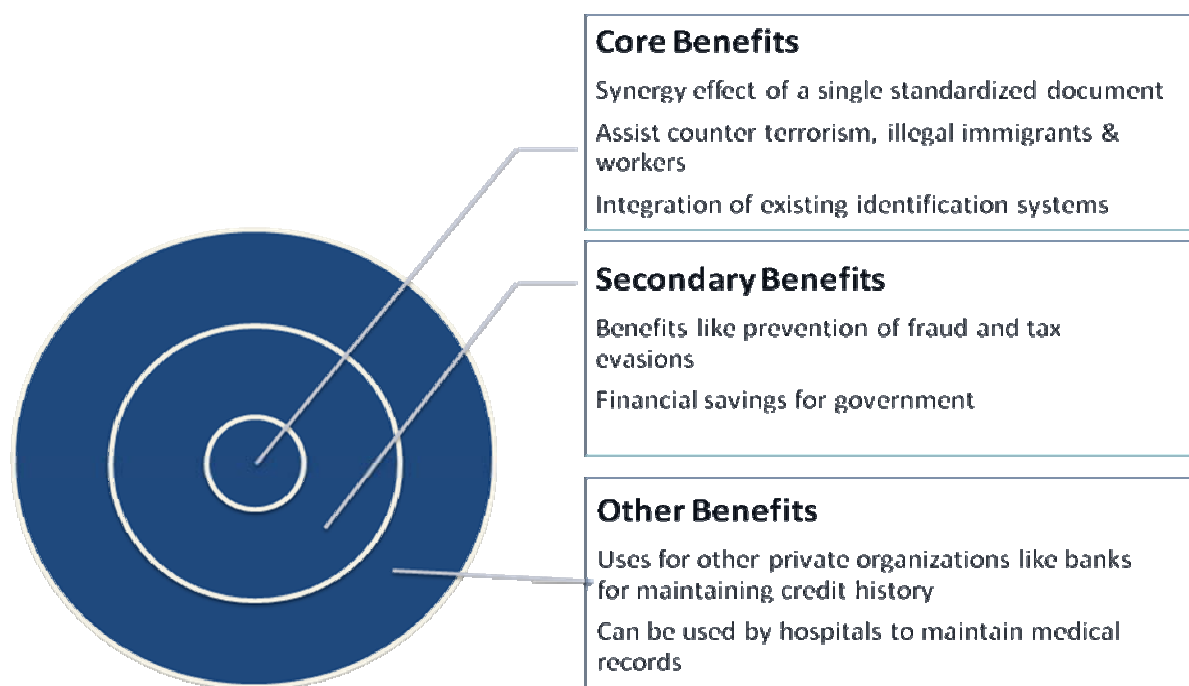 Core Benefits
Synergy effect of a single standardized document
Assist counter terrorism, illegal immigrants &
workers
Integration of existing identification systems
Secondary Benefits
Benefits like prevention of fraud and tax
evasions
Financial savings for government
Other Benefits
Uses for other private organizations like banks
for maintaining credit history
Can be used by hospitals to maintain medical
records